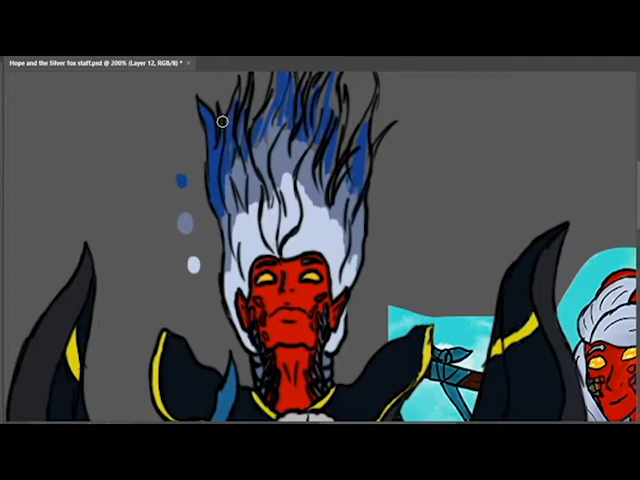 Hope and the Silver fox staff.psd @ 200% (Layer 12, RGB/8) *